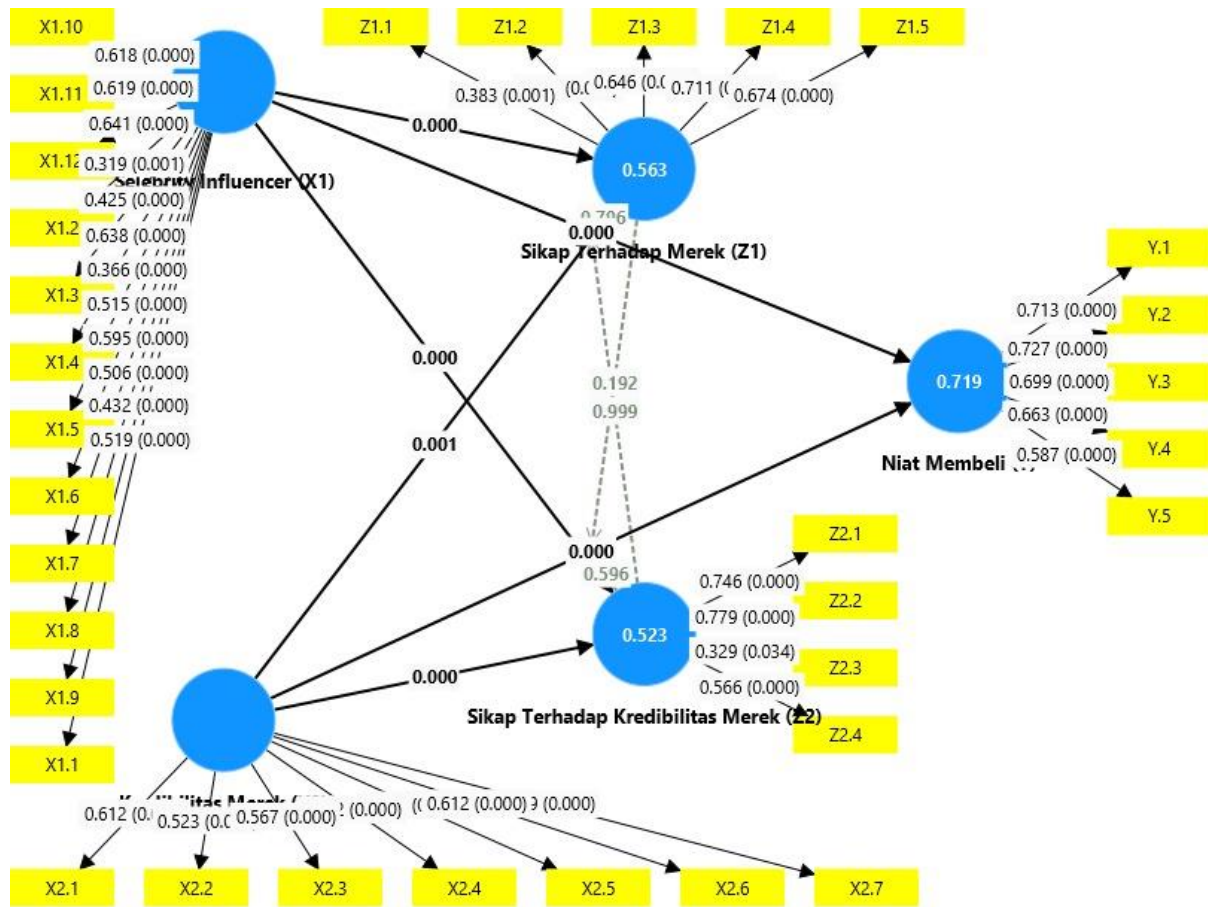 X1.10
Z1.1
Z1.2
Z1.3
Z1.4
Z1.5
0.618 (0.000)
X1.11
0.619 (0.000)
0.383 (0.001)
0.646
0.711
0.674 (0.000)
0.641 (0.000)
0.000
X1.12
0.319 (0.001)
0.563
Influencer (X1)
0.425 (0.000)
X1.2
0.638 (0.000)
0.796
0.000
Sikap Terhadap Merek (Z1)
Y.1
0.366 (0.000)
X1.3
0.515 (0.000)
0.713 (0.000)
Y.2
0.595 (0.000)
0.727 (0.000)
X1.4
0.000
0.506 (0.000)
0.192
0.719
0.699 (0.000)
Y.3
0.432 (0.000)
0.999
0.663 (0.000)
X1.5
0.519 (0.000)
0.001
0.587 (0.000)
Y.4
Niat Membeli
X1.6
Y.5
Z2.1
X1.7
0.000
0.596
0.746 (0.000)
Z2.2
0.779 (0.000)
X1.8
0.523
0.329 (0.034)
Z2.3
0.000
0.566 (0.000)
X1.9
Sikap Terhadap Kredibilitas Merek (Z2)
Z2.4
X1.1
0.612
0.523
0.567 (0.000)
(0.000)
0.612 (0.000)
(0.000)
X2.1
X2.2
X2.3
X2.4
X2.5
X2.6
X2.7